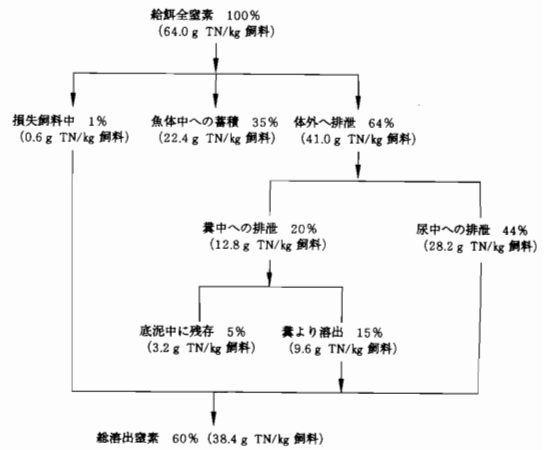 給餌全窒素 100%
(64.0 g TN/kg 飼料)
損失飼料中 1%
(0.6 g TN/kg 飼料)
魚体中への蓄積 35%
(22.4 g TN/kg 飼料)
体外へ排泄 64%
(41.0 g TN/kg 飼料)
糞中への排泄 20%
(12.8 g TN/kg 飼料)
尿中への排泄 44%
(28.2 g TN/kg 飼料)
底泥中に残存 5%
(3.2 g TN/kg 飼料)
糞より溶出 15%
(9.6 g TN/kg 飼料)
総溶出窒素 60% (38.4 g TN/kg 飼料)